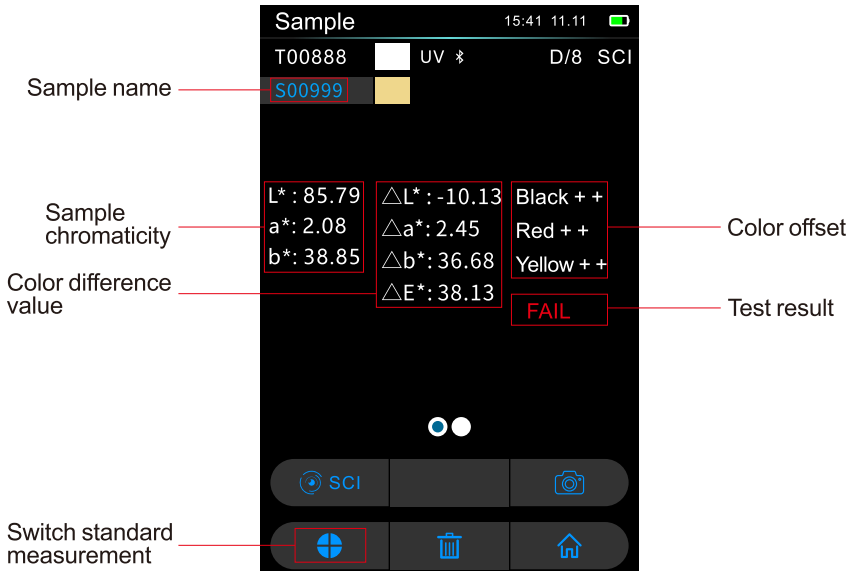 Sample
15:41 11.11
T00888 UV D/8 SCI
Sample name
S00999
L*: 85.79 △L*: -10.13 Black + +
Sample
chromaticity
a*: 2.08 △a*: 2.45 Red + +
Color offset
b*: 38.85 △b*: 36.68 Yellow + +
Color difference
value
△E*: 38.13
FAIL
Test result
SCI
Switch standard
measurement